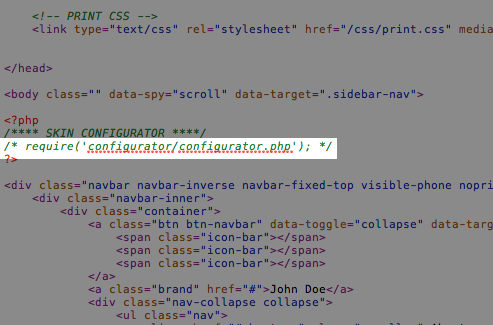 <!-- PRINT CSS -->
<link type="text/css" rel="stylesheet" href="/css/print.css" media
</head>
<body class="" data-spy="scroll" data-target=".sidebar-nav">
<?php
/**** SKIN CONFIGURATOR ****/
/* require('configurator/configurator.php'); */
?>
<div class="navbar navbar-inverse navbar-fixed-top visible-phone nopri
<div class="navbar-inner">
<div class="container">
<a class="btn btn-navbar" data-toggle="collapse" data-targ
<span class="icon-bar"></span>
<span class="icon-bar"></span>
<span class="icon-bar"></span>
</a>
<a class="brand" href="#">John Doe</a>
<div class="nav-collapse collapse">
<ul class="nav">